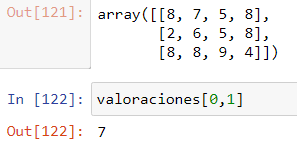 Out[121]: array([[8, 7, 5, 8],
[2, 6, 5, 8],
[8, 8, 9, 4]])
In [122]: valoraciones[0,1]
Out[122]: 7